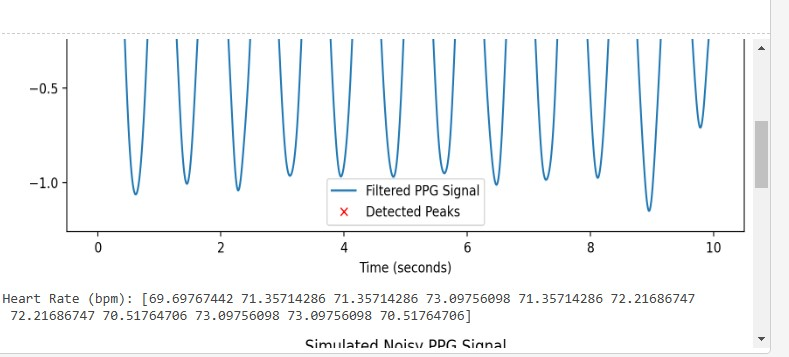 −0.5
−1.0
Filtered PPG Signal
Detected Peaks
0 2 4 6 8 10
Time (seconds)
Heart Rate (bpm): [69.69767442 71.35714286 71.35714286 73.09756098 71.35714286 72.21686747
72.21686747 70.51764706 73.09756098 73.09756098 70.51764706]
Simulated Noisy PPG Signal